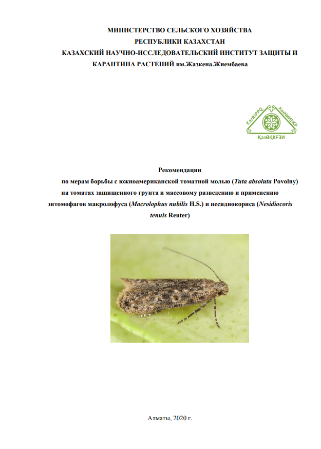 МИНИСТЕРСТВО СЕЛЬСКОГО ХОЗЯЙСТВА
РЕСПУБЛИКИ КАЗАХСТАН
КАЗАХСКИЙ НАУЧНО-ИССЛЕДОВАТЕЛЬСКИЙ ИНСТИТУТ ЗАЩИТЫ И
КАРАНТИНА РАСТЕНИЙ им.Жазкена.Жиембаева
Рекомендации
по мерам борьбы с южноамериканской томатной молью (Tuta absoluta Povolny)
на томатах защищенного грунта и массовому разведению и применению
энтомофагов макролофуса (Macrolophus nubilis H.S.) и несидиокориса (Nesidiocoris
tenuis Reuter)
Алматы, 2020 г.